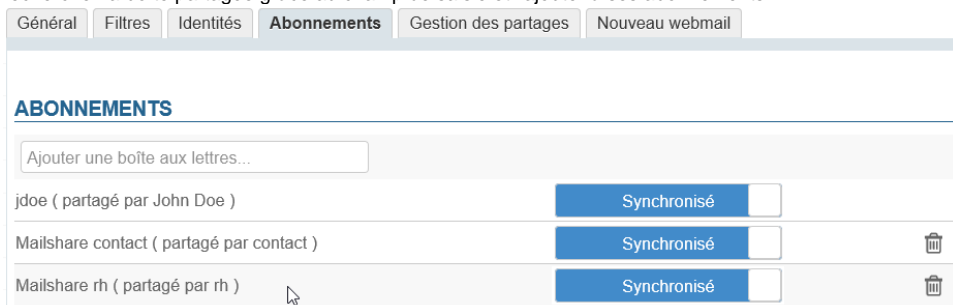 Général Filtres Identités Abonnements Gestion des partages Nouveau webmail
ABONNEMENTS
Ajouter une boîte aux lettres...
jdoe ( partagé par John Doe ) Synchronisé
Mailshare contact ( partagé par contact ) Synchronisé
Mailshare rh ( partagé par rh ) Synchronisé